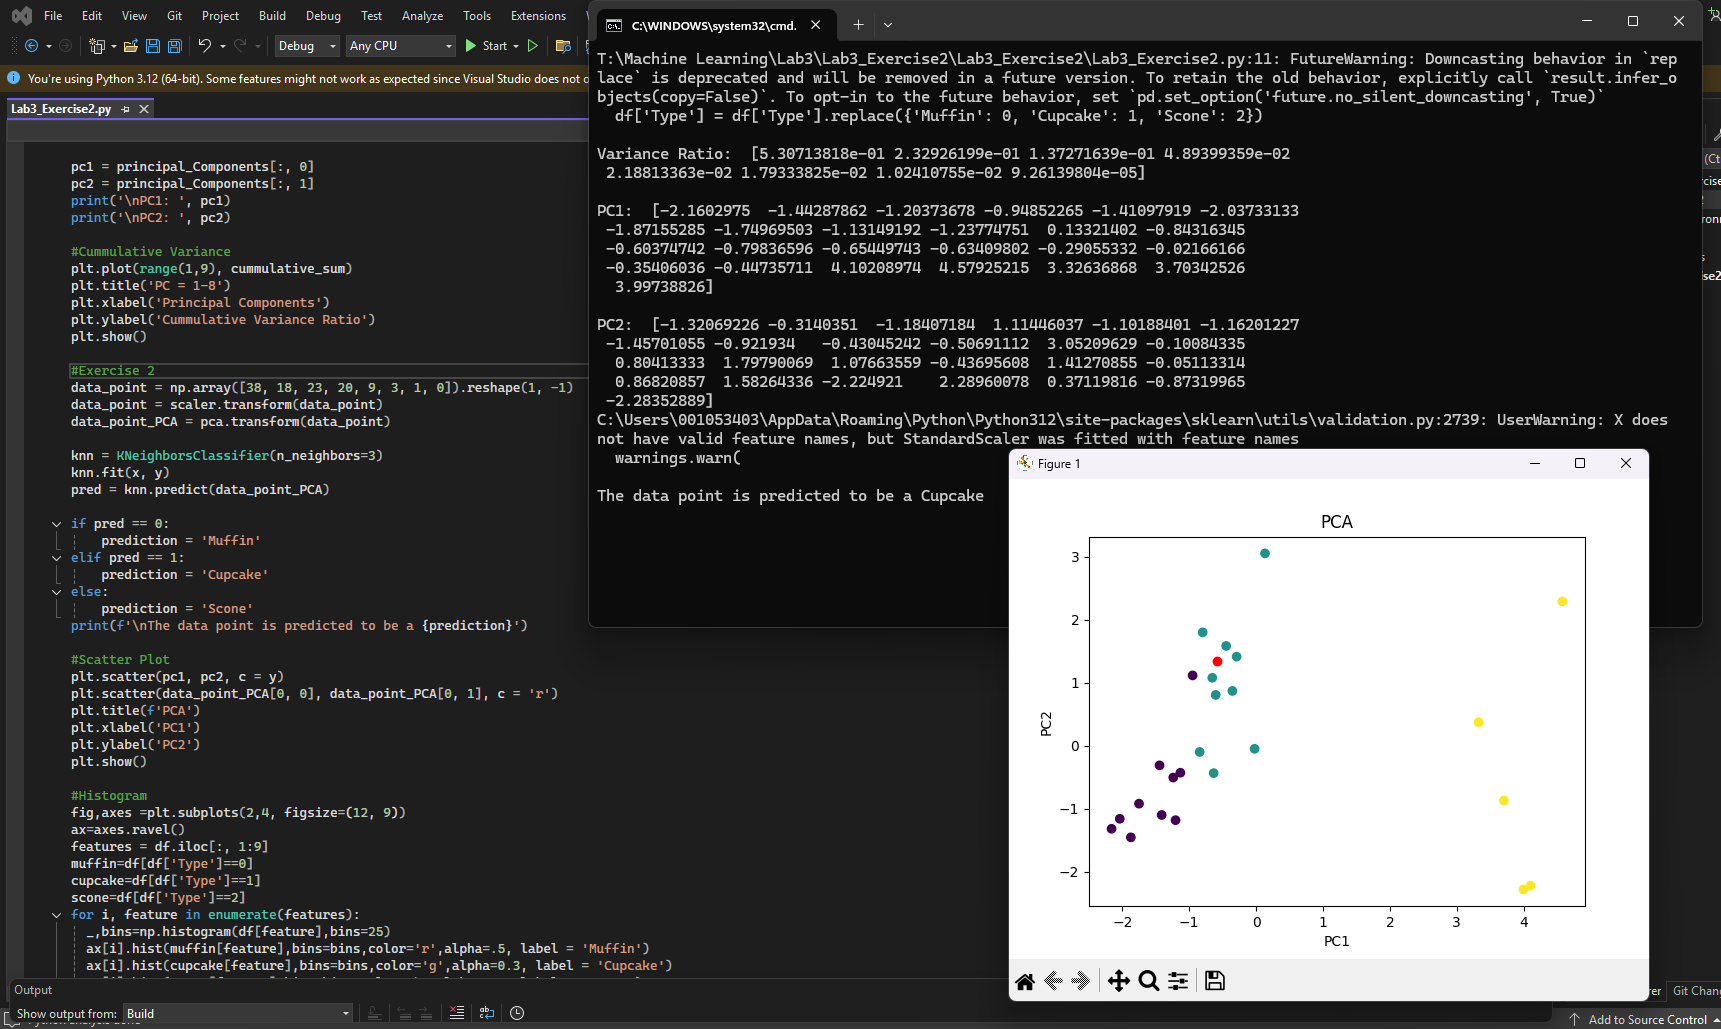 File Edit View Git Project Build Debug Test Analyze Tools Extensions
Debug Any CPU Start
You're using Python 3.12 (64-bit). Some features might not work as expected since Visual Studio does not
Lab3_Exercise2.py
pc1 = principal_Components[:, 0]
pc2 = principal_Components[:, 1]
print('\nPC1: ', pc1)
print('\nPC2: ', pc2)
#Cummulative Variance
plt.plot(range(1,9), cummulative_sum)
plt.title('PC = 1-8')
plt.xlabel('Principal Components')
plt.ylabel('Cummulative Variance Ratio')
plt.show()
#Exercise 2
data_point = np.array([38, 18, 23, 20, 9, 3, 1, 0]).reshape(1, -1)
data_point = scaler.transform(data_point)
data_point_PCA = pca.transform(data_point)
knn = KNeighborsClassifier(n_neighbors=3)
knn.fit(x, y)
pred = knn.predict(data_point_PCA)
if pred == 0:
prediction = 'Muffin'
elif pred == 1:
prediction = 'Cupcake'
else:
prediction = 'Scone'
print(f'\nThe data point is predicted to be a {prediction}')
#Scatter Plot
plt.scatter(pc1, pc2, c = y)
plt.scatter(data_point_PCA[0, 0], data_point_PCA[0, 1], c = 'r')
plt.title(f'PCA')
plt.xlabel('PC1')
plt.ylabel('PC2')
plt.show()
#Histogram
fig,axes =plt.subplots(2,4, figsize=(12, 9))
ax=axes.ravel()
features = df.iloc[:, 1:9]
muffin=df[df['Type']==0]
cupcake=df[df['Type']==1]
scone=df[df['Type']==2]
for i, feature in enumerate(features):
_,bins=np.histogram(df[feature],bins=25)
ax[i].hist(muffin[feature],bins=bins,color='r',alpha=.5, label = 'Muffin')
ax[i].hist(cupcake[feature],bins=bins,color='g',alpha=0.3, label = 'Cupcake')
Output
Show output from: Build
C:\WINDOWS\system32\cmd.
T:\Machine Learning\Lab3\Lab3_Exercise2\Lab3_Exercise2\Lab3_Exercise2.py:11: FutureWarning: Downcasting behavior in `rep
lace` is deprecated and will be removed in a future version. To retain the old behavior, explicitly call `result.infer_o
bjects(copy=False)`. To opt-in to the future behavior, set `pd.set_option('future.no_silent_downcasting', True)`
df['Type'] = df['Type'].replace({'Muffin': 0, 'Cupcake': 1, 'Scone': 2})
Variance Ratio:  [5.30713818e-01 2.32926199e-01 1.37271639e-01 4.89399359e-02
2.18813363e-02 1.79333825e-02 1.02410755e-02 9.26139804e-05]
PC1:  [-2.1602975  -1.44287862 -1.20373678 -0.94852265 -1.41097919 -2.03733133
-1.87155285 -1.74969503 -1.13149192 -1.23774751  0.13321402 -0.84316345
-0.60374742 -0.79836596 -0.65449743 -0.63409802 -0.29055332 -0.02166166
-0.35406036 -0.44735711  4.10208974  4.57925215  3.32636868  3.70342526
3.99738826]
PC2:  [-1.32069226 -0.3140351  -1.18407184  1.11446037 -1.10188401 -1.16201227
-1.45701055 -0.921934   -0.43045242 -0.50691112  3.05209629 -0.10084335
0.80413333  1.79790069  1.07663559 -0.43695608  1.41270855 -0.05113314
0.86820857  1.58264336 -2.224921    2.28960078  0.37119816 -0.87319965
-2.28352889]
C:\Users\001053403\AppData\Roaming\Python\Python312\site-packages\sklearn\utils\validation.py:2739: UserWarning: X does
not have valid feature names, but StandardScaler was fitted with feature names
warnings.warn(
The data point is predicted to be a Cupcake
Figure 1
PCA
3
2
1
0
−1
−2
PC2
−2 −1 0 1 2 3 4
PC1
Git Chan
Add to Source Control